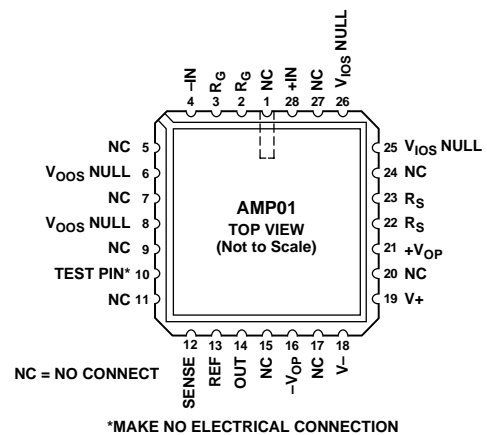 –IN RG RG NC +IN NC VIOS NULL
4 3 2 1 28 27 26
NC 5
VOOS NULL 6
NC 7
VOOS NULL 8
NC 9
TEST PIN* 10
NC 11
AMP01
TOP VIEW
(Not to Scale)
25 VIOS NULL
24 NC
23 RS
22 RS
21 +VOP
20 NC
19 V+
12 13 14 15 16 17 18
SENSE REF OUT NC –VOP NC V–
NC = NO CONNECT
*MAKE NO ELECTRICAL CONNECTION